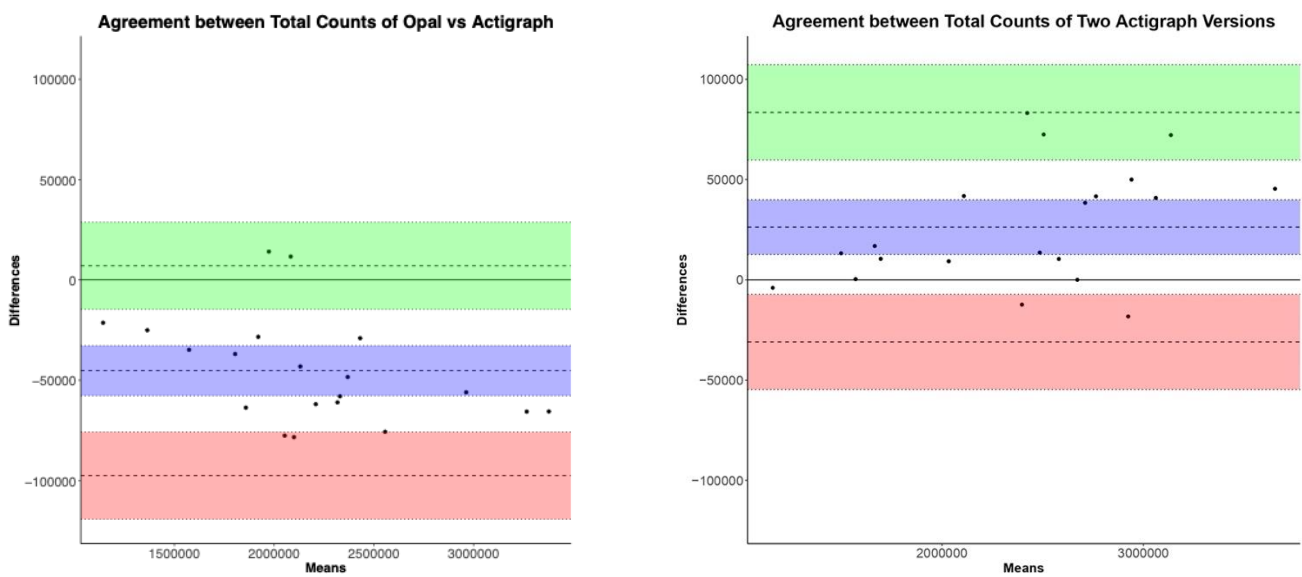 Agreement between Total Counts of Opal vs Actigraph
100000
50000
0
−50000
−100000
Differences
1500000 2000000 2500000 3000000
Means
Agreement between Total Counts of Two Actigraph Versions
100000
50000
0
−50000
−100000
Differences
2000000 3000000
Means